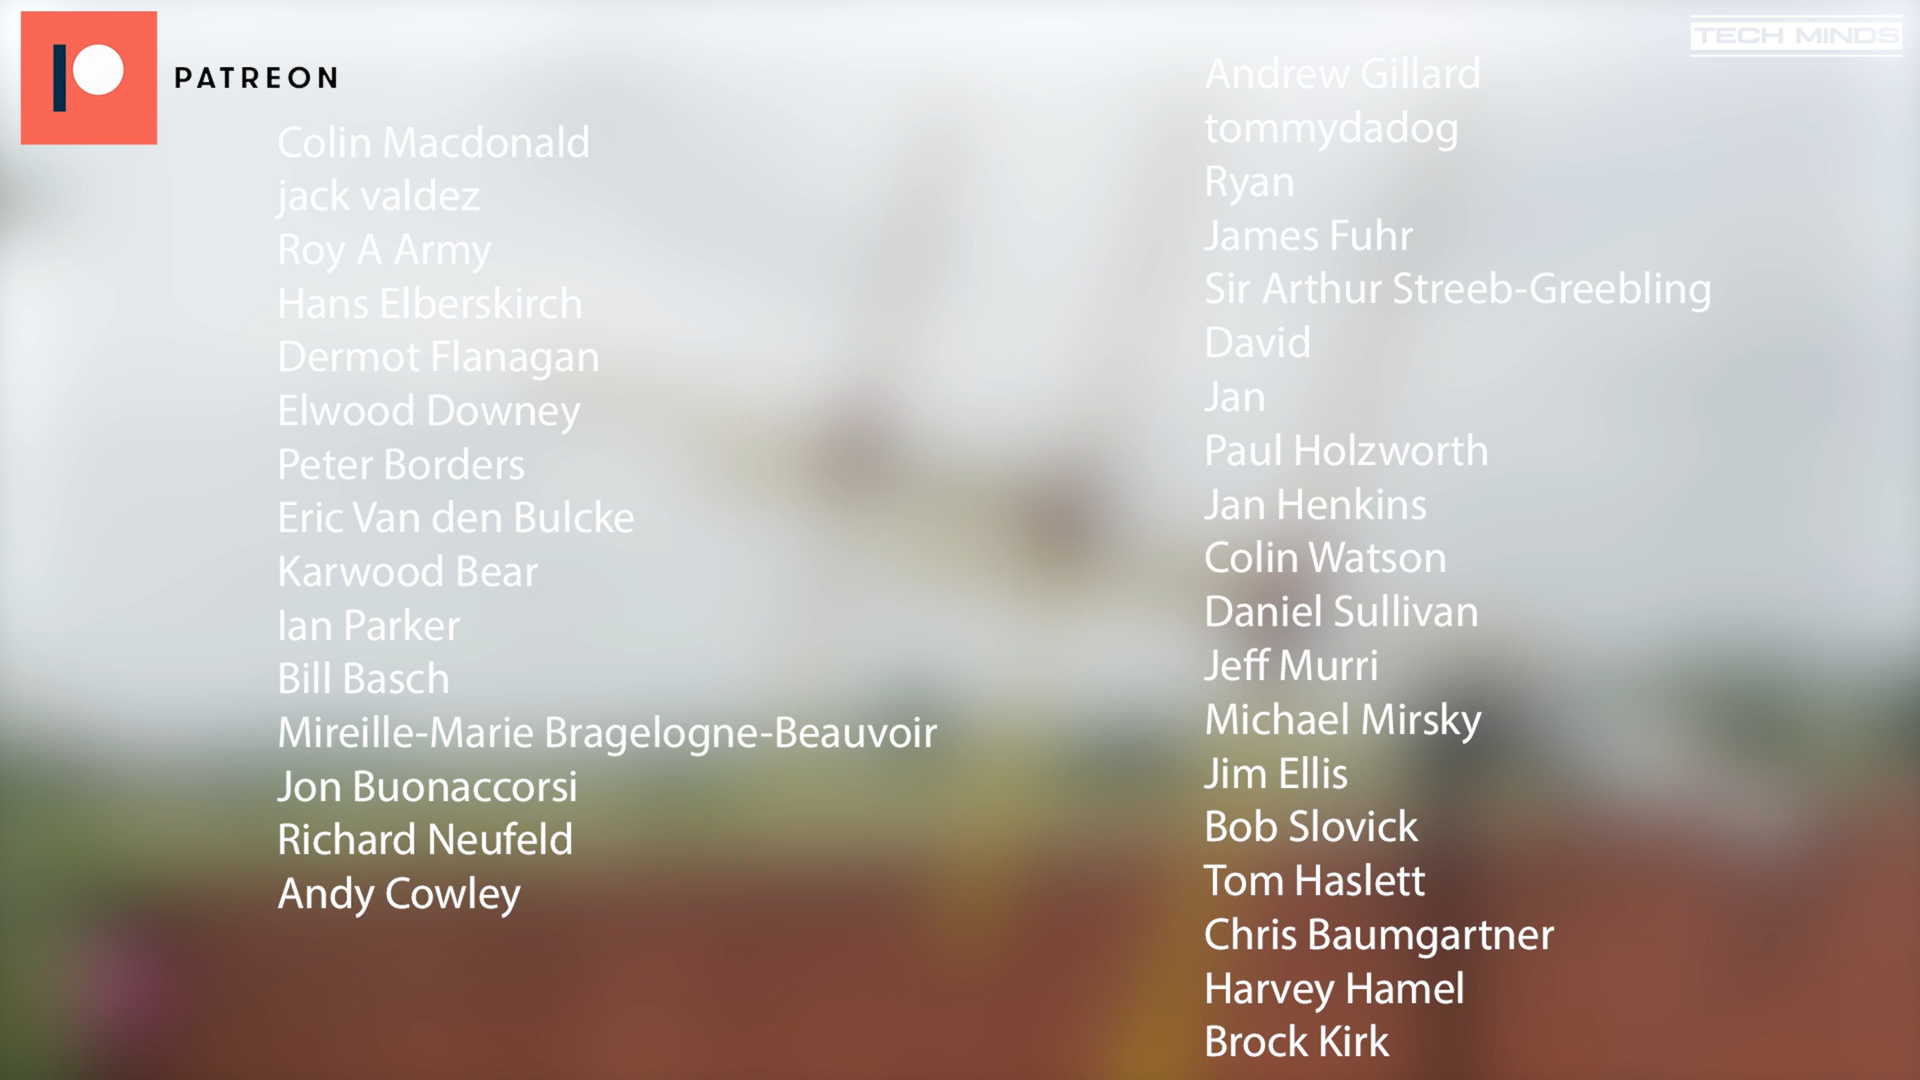 PATREON
Colin Macdonald
jack valdez
Roy A Army
Hans Elberskirch
Dermot Flanagan
Elwood Downey
Peter Borders
Eric Van den Bulcke
Karwood Bear
Ian Parker
Bill Basch
Mireille-Marie Bragelogne-Beauvoir
Jon Buonaccorsi
Richard Neufeld
Andy Cowley
TECH MINDS
Andrew Gillard
tommydadog
Ryan
James Fuhr
Sir Arthur Streeb-Greebling
David
Jan
Paul Holzworth
Jan Henkins
Colin Watson
Daniel Sullivan
Jeff Murri
Michael Mirsky
Jim Ellis
Bob Slovick
Tom Haslett
Chris Baumgartner
Harvey Hamel
Brock Kirk